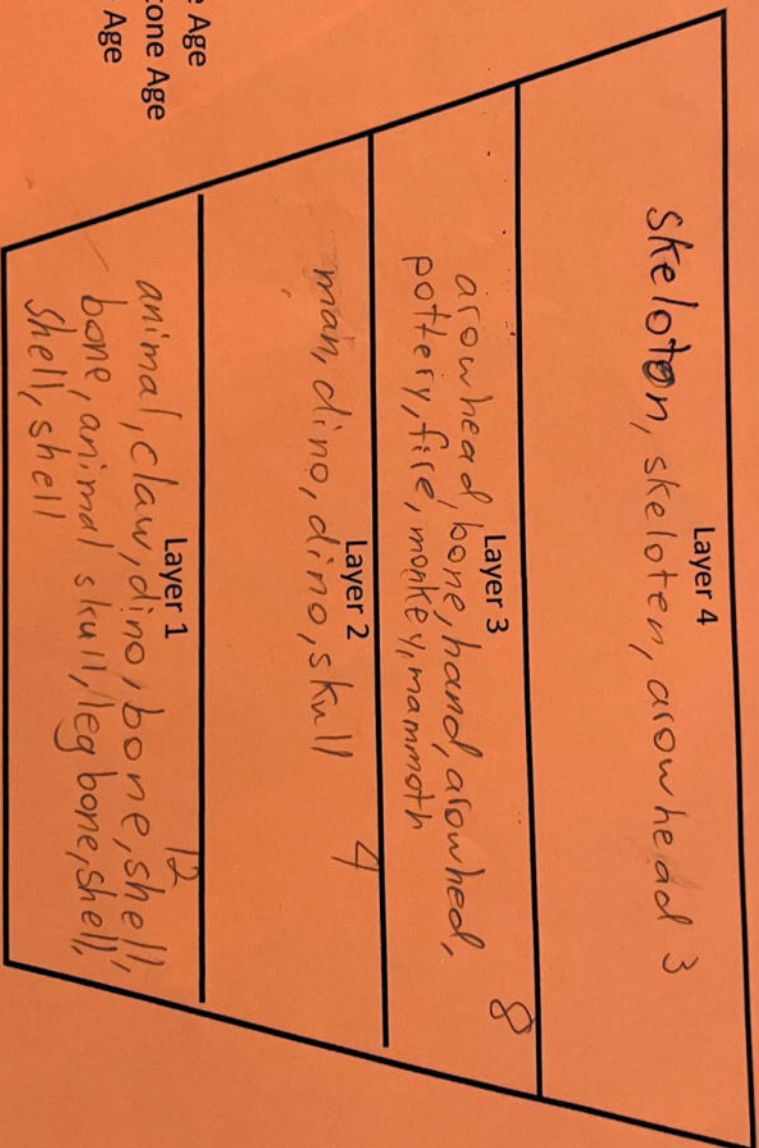 Layer 4
skeloton, skeloten, arowhead 3
Layer 3
arowhead, bone, hand, arowhed,
pottery, fire, monkey, mammoth
8
Layer 2
man, dino, dino, skull
4
Layer 1
12
animal, claw, dino, bone, shell,
bone, animal skull, leg bone, shell,
shell, shell
e Age
tone Age
Age